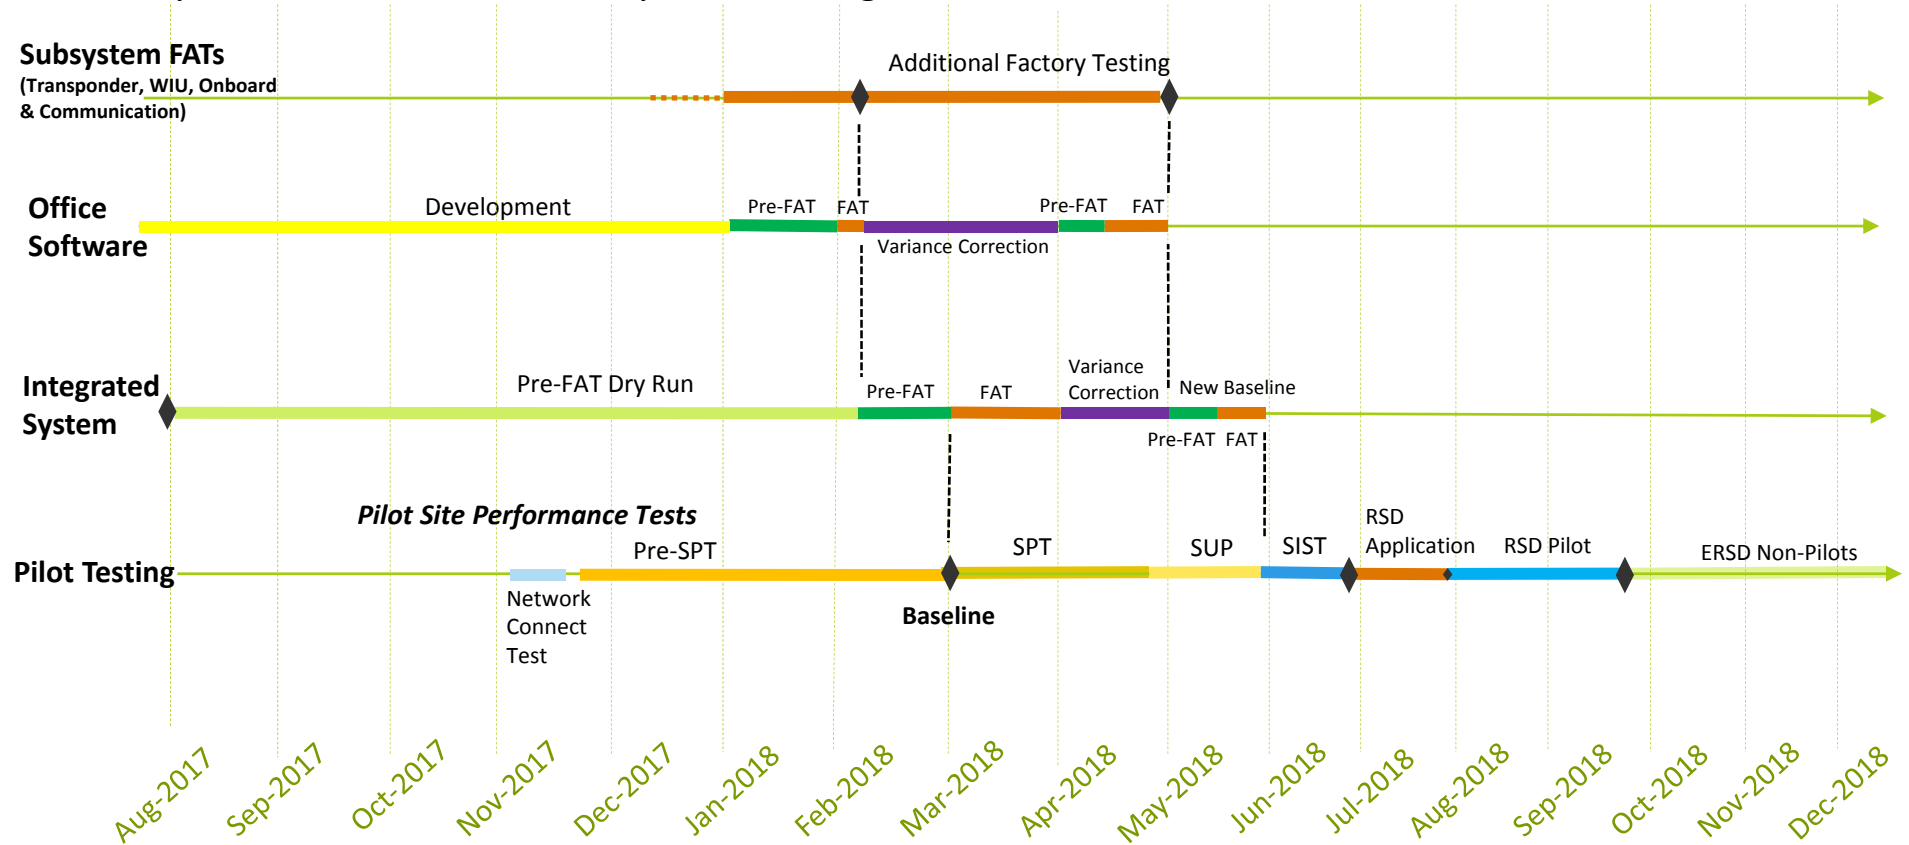 Subsystem FATs
(Transponder, WIU, Onboard
& Communication)
Additional Factory Testing
Office
Software
Development
Pre-FAT
FAT
Variance Correction
Pre-FAT
FAT
Integrated
System
Pre-FAT Dry Run
Pre-FAT
FAT
Variance
Correction
New Baseline
Pre-FAT
FAT
Pilot Site Performance Tests
Pilot Testing
Network
Connect
Test
Pre-SPT
Baseline
SPT
SUP
SIST
RSD
Application
RSD Pilot
ERSD Non-Pilots
Aug-2017
Sep-2017
Oct-2017
Nov-2017
Dec-2017
Jan-2018
Feb-2018
Mar-2018
Apr-2018
May-2018
Jun-2018
Jul-2018
Aug-2018
Sep-2018
Oct-2018
Nov-2018
Dec-2018